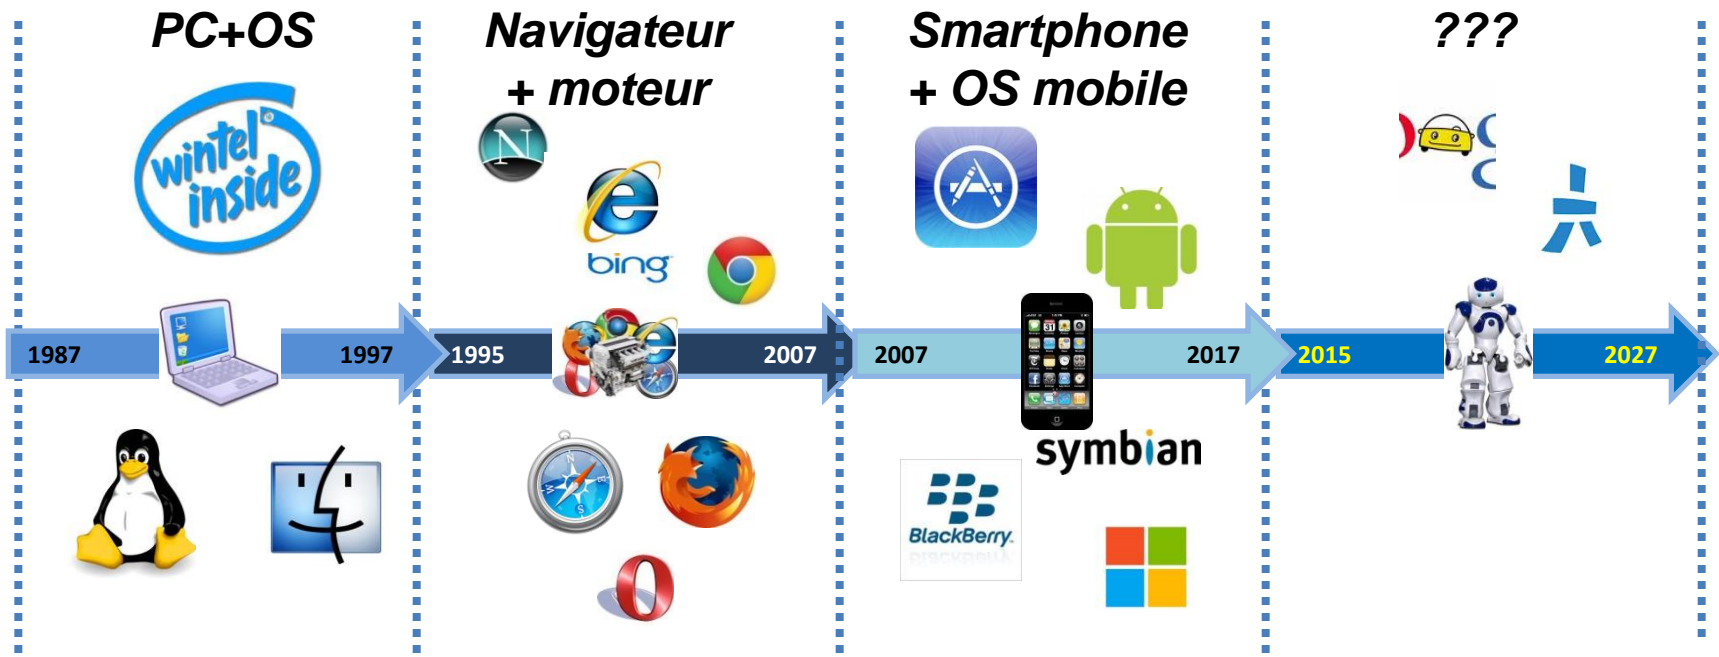 PC+OS
Navigateur
+ moteur
Smartphone
+ OS mobile
???
wintel
inside
N
bing
1987
1997
1995
2007
2007
2017
2015
2027
symbian
BlackBerry